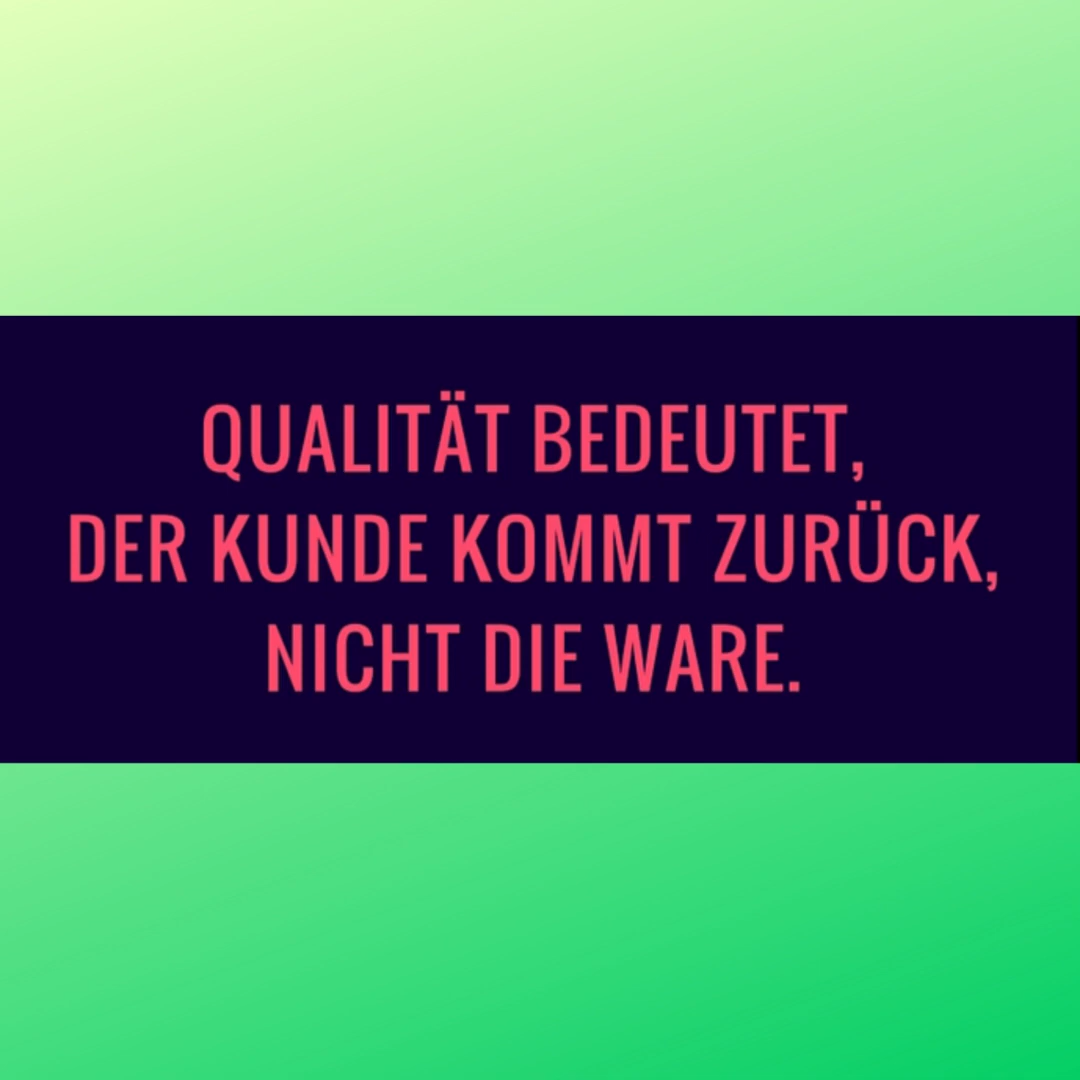 QUALITÄT BEDEUTET,
DER KUNDE KOMMT ZURÜCK,
NICHT DIE WARE.